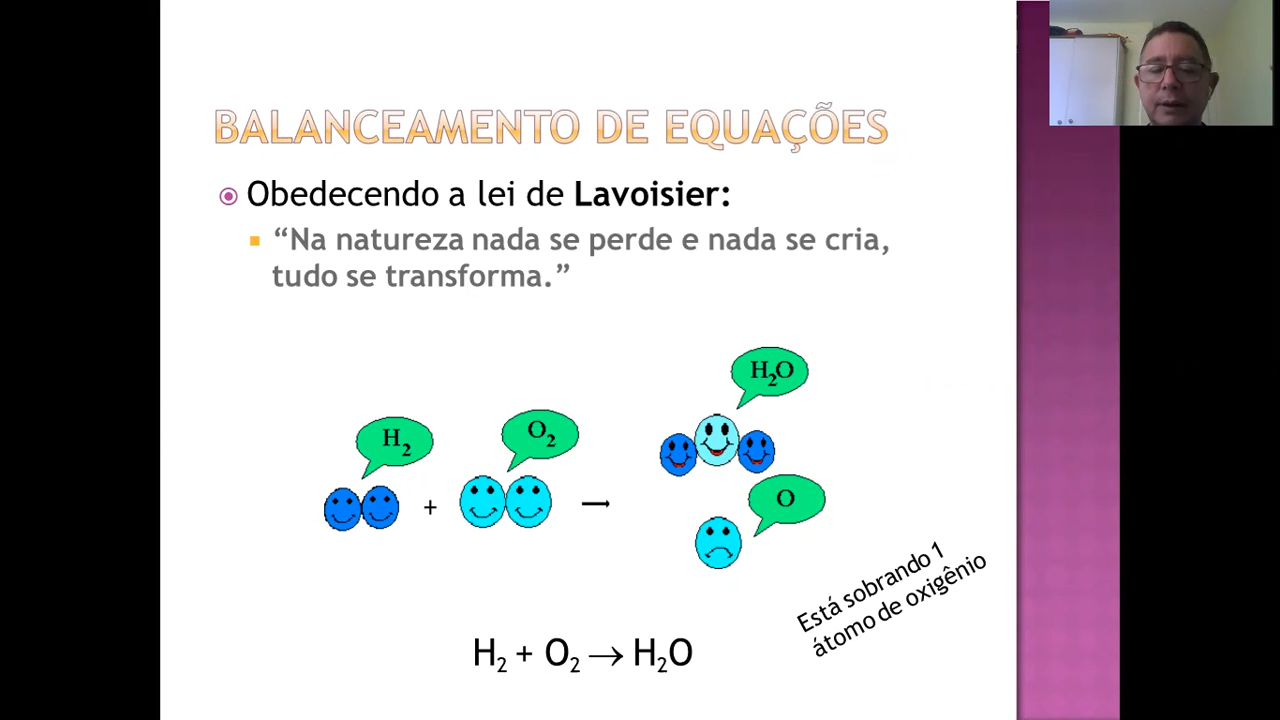 BALANCEAMENTO DE EQUAÇÕES
Obedecendo a lei de Lavoisier:
“Na natureza nada se perde e nada se cria,
tudo se transforma.”
H₂
+
O₂
→
H₂O
O
Está sobrando 1
átomo de oxigênio
H₂ + O₂ → H₂O